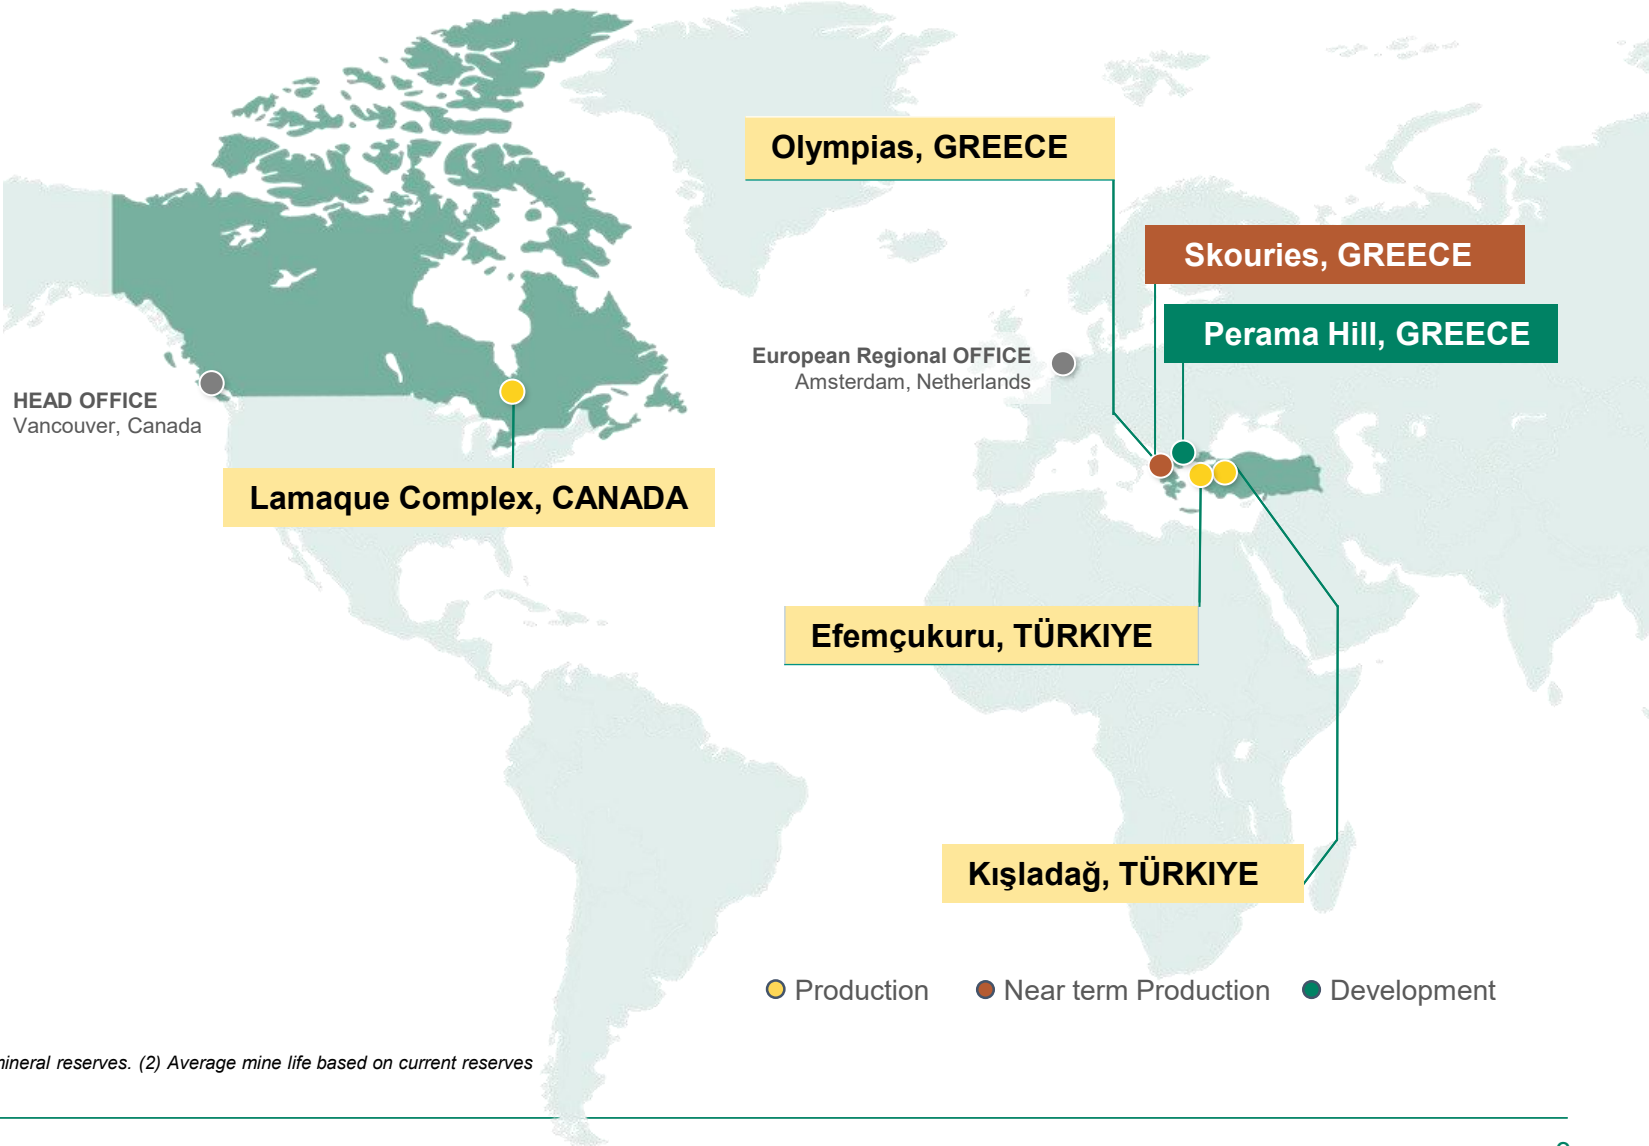 Olympias, GREECE
Skouries, GREECE
Perama Hill, GREECE
European Regional OFFICE
Amsterdam, Netherlands
HEAD OFFICE
Vancouver, Canada
Lamaque Complex, CANADA
Efemçukuru, TÜRKIYE
Kışladağ, TÜRKIYE
Production
Near term Production
Development
mineral reserves. (2) Average mine life based on current reserves